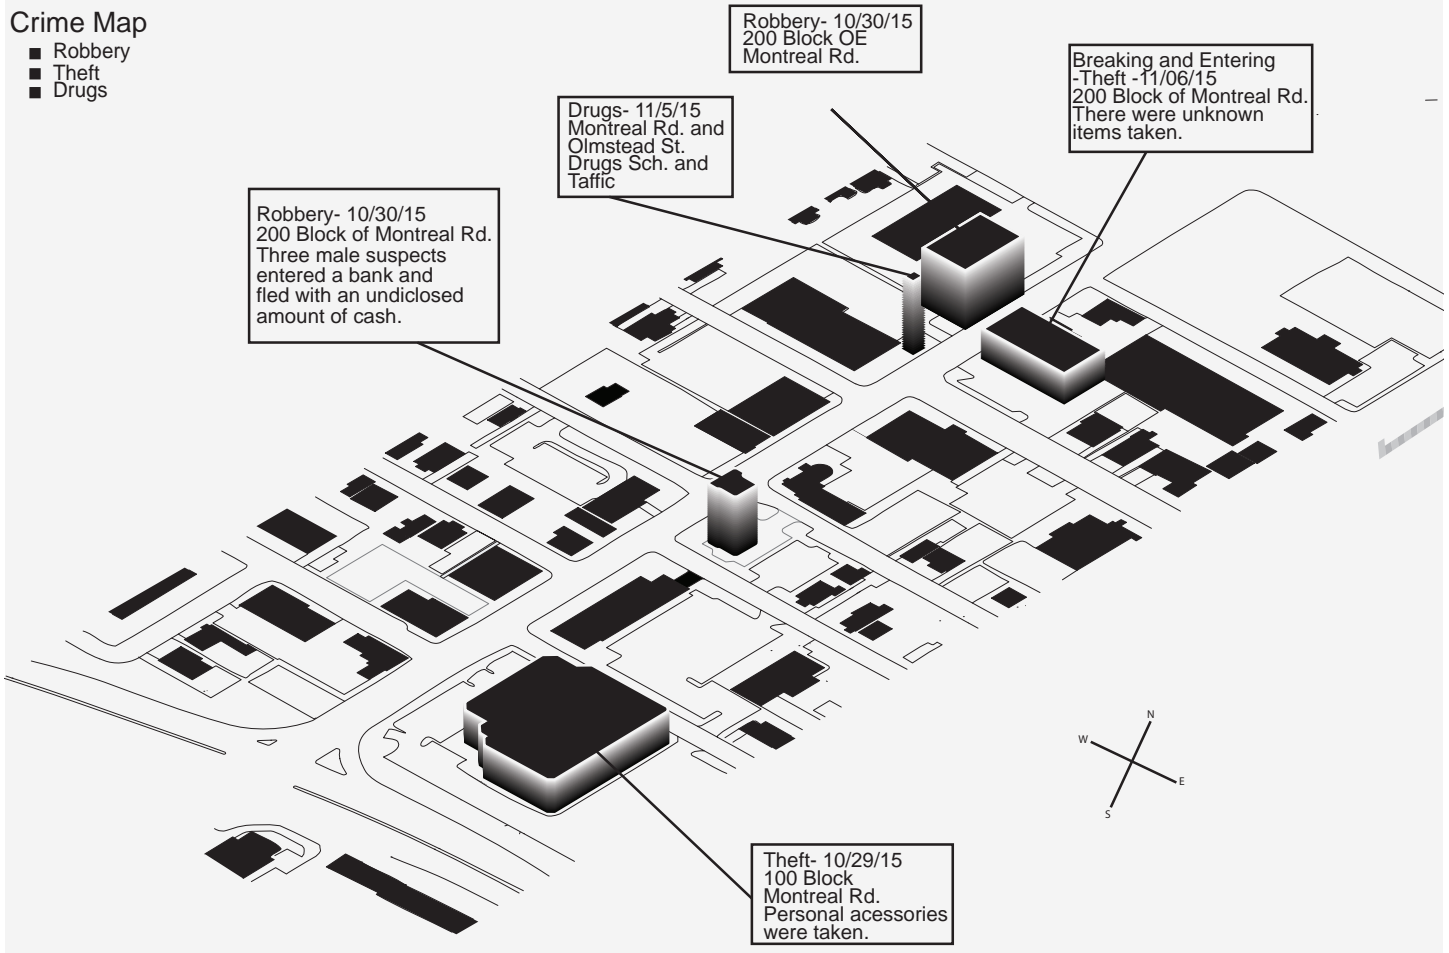 Crime Map
Robbery
Theft
Drugs
Robbery- 10/30/15
200 Block OE
Montreal Rd.
Breaking and Entering
-Theft -11/06/15
200 Block of Montreal Rd.
There were unknown
items taken.
Drugs- 11/5/15
Montreal Rd. and
Olmstead St.
Drugs Sch. and
Taffic
Robbery- 10/30/15
200 Block of Montreal Rd.
Three male suspects
entered a bank and
fled with an undiclosed
amount of cash.
N
W
E
S
Theft- 10/29/15
100 Block
Montreal Rd.
Personal acessories
were taken.